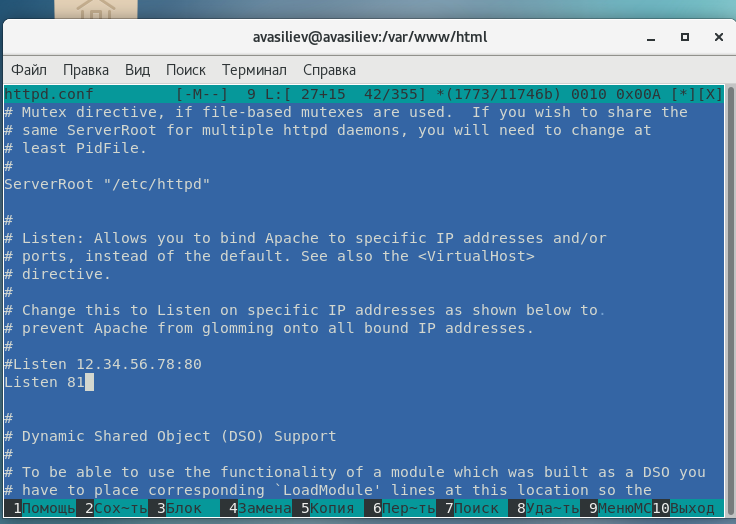 avasiliev@avasiliev:/var/www/html
Файл Правка Вид Поиск Терминал Справка
httpd.conf [-M--] 9 L:[ 27+15 42/355] *(1773/11746b) 0010 0x00A [*][X]
# Mutex directive, if file-based mutexes are used.  If you wish to share the
# same ServerRoot for multiple httpd daemons, you will need to change at
# least PidFile.
#
ServerRoot "/etc/httpd"
#
# Listen: Allows you to bind Apache to specific IP addresses and/or
# ports, instead of the default. See also the <VirtualHost>
# directive.
#
# Change this to Listen on specific IP addresses as shown below to.
# prevent Apache from glomming onto all bound IP addresses.
#
#Listen 12.34.56.78:80
Listen 81
#
# Dynamic Shared Object (DSO) Support
#
# To be able to use the functionality of a module which was built as a DSO you
# have to place corresponding `LoadModule' lines at this location so the
1Помощь 2Сох~ть 3Блок 4Замена 5Копия 6Пер~ть 7Поиск 8Уда~ть 9МенюMC 10Выход